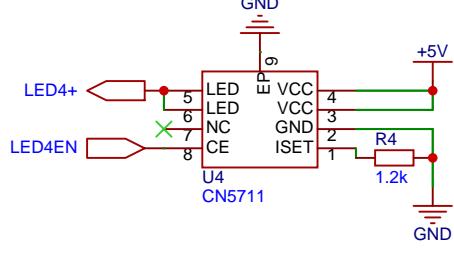 GND
+5V
LED4+
LED
5
EP
9
VCC
4
LED
6
VCC
3
NC
7
GND
2
LED4EN
CE
8
ISET
1
R4
1.2k
U4
CN5711
GND